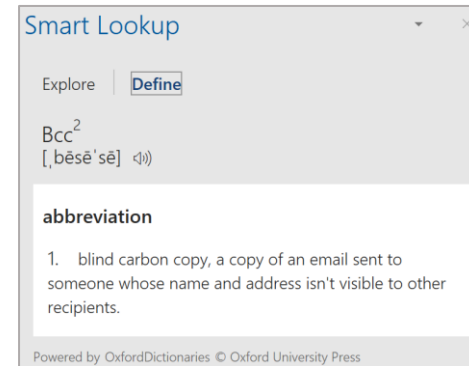 Smart Lookup
Explore Define
Bcc²
[ˌbēsēˈsē]
abbreviation
1. blind carbon copy, a copy of an email sent to
someone whose name and address isn't visible to other
recipients.
Powered by OxfordDictionaries © Oxford University Press